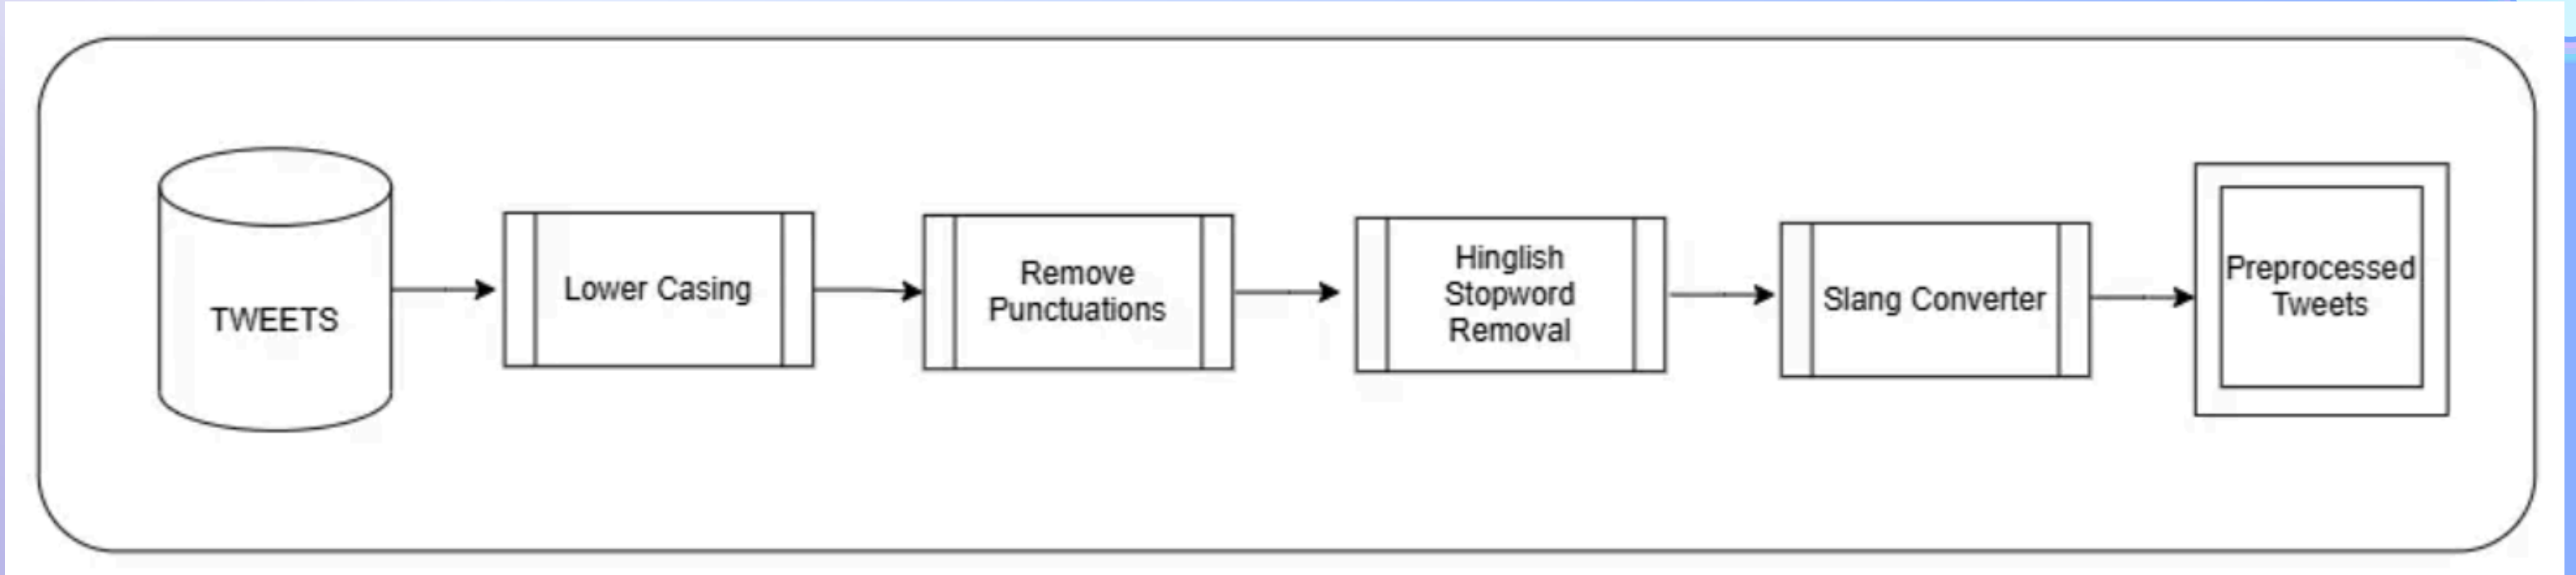 TWEETS
Lower Casing
Remove
Punctuations
Hinglish
Stopword
Removal
Slang Converter
Preprocessed
Tweets